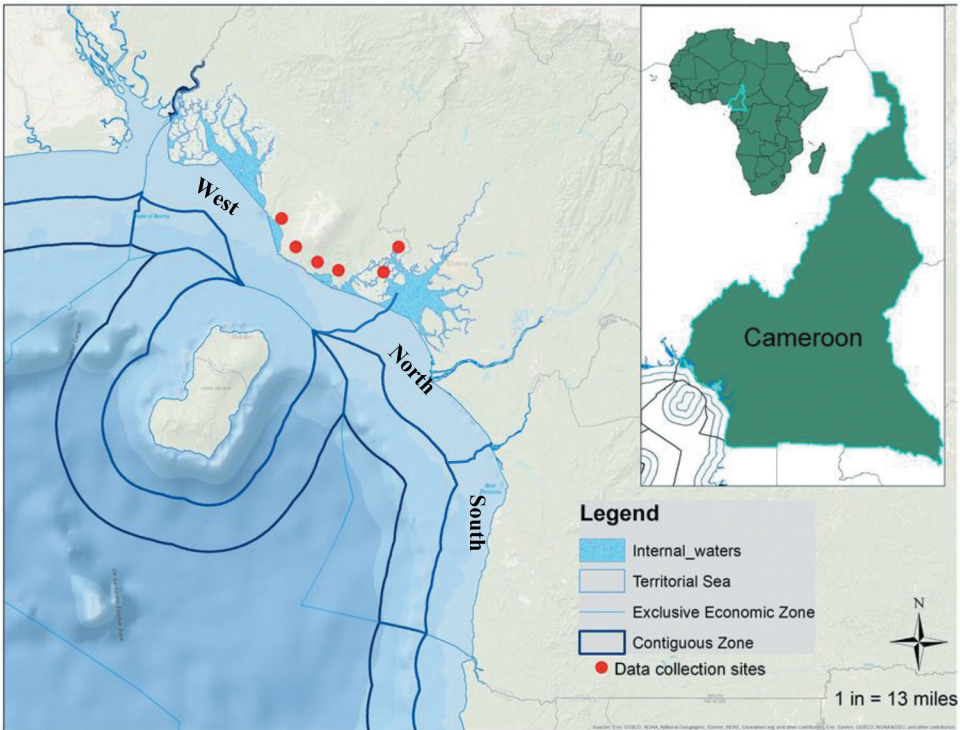 West
North
South
Cameroon
Legend
Internal_waters
Territorial Sea
Exclusive Economic Zone
Contiguous Zone
Data collection sites
N
1 in = 13 miles